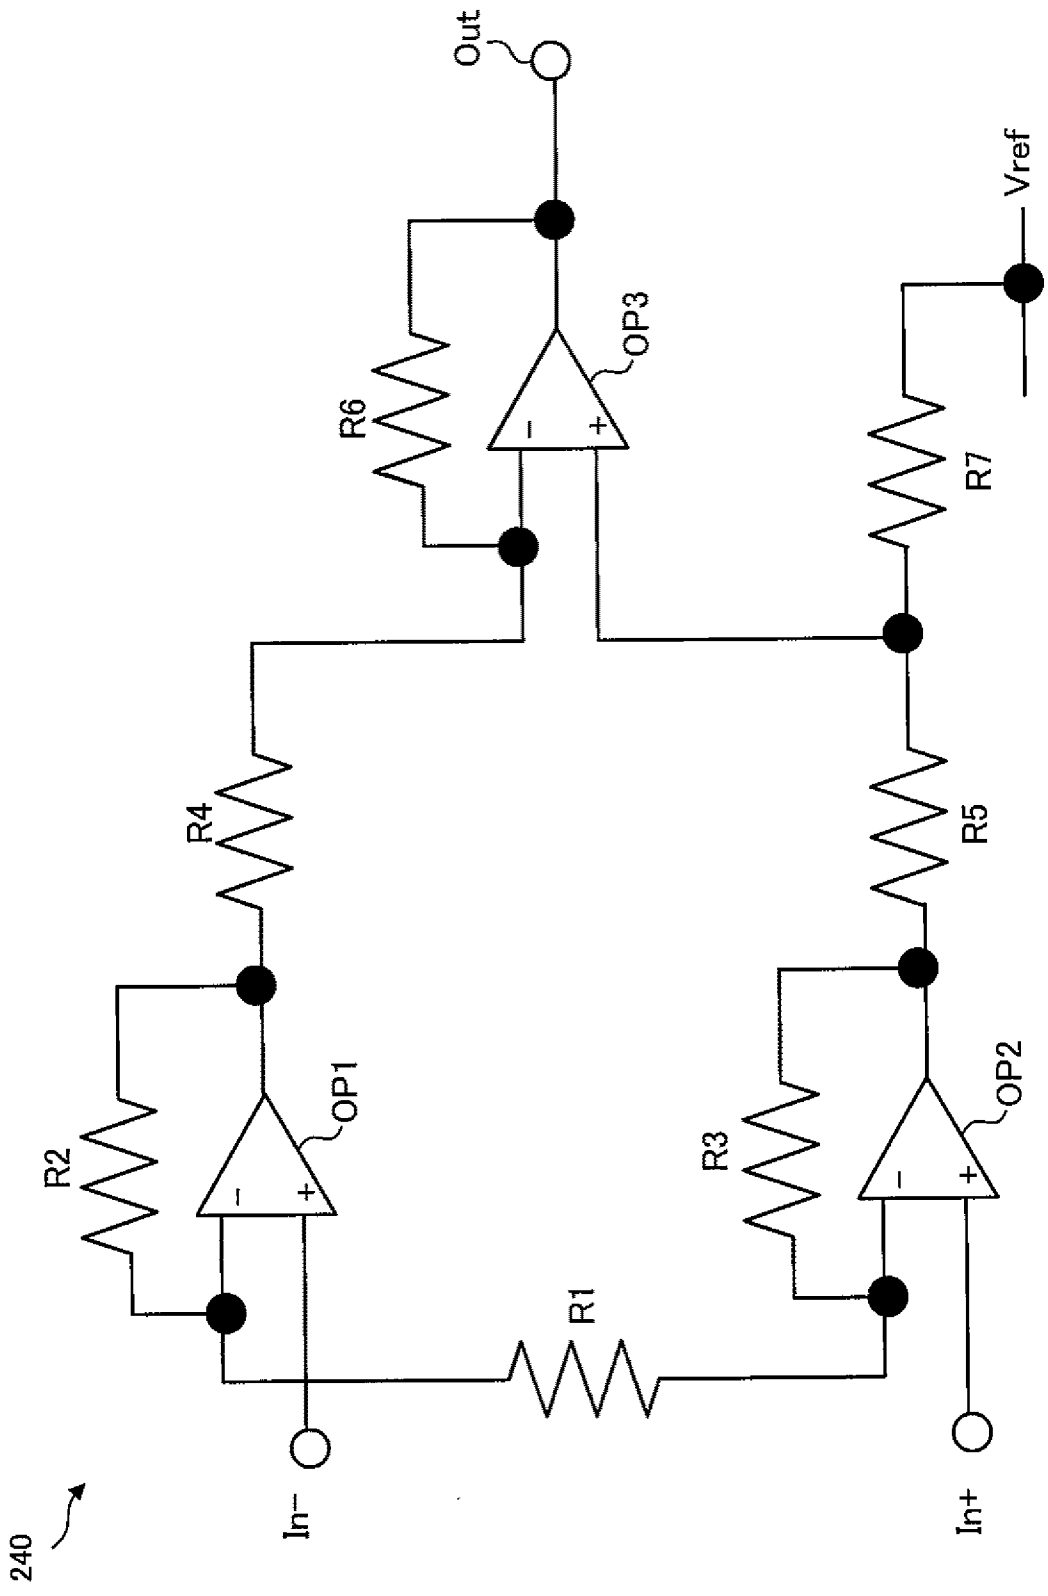 240
In−
In+
R1
R2
−
+
OP1
R3
−
+
OP2
R4
R5
R6
−
+
OP3
R7
Vref
Out